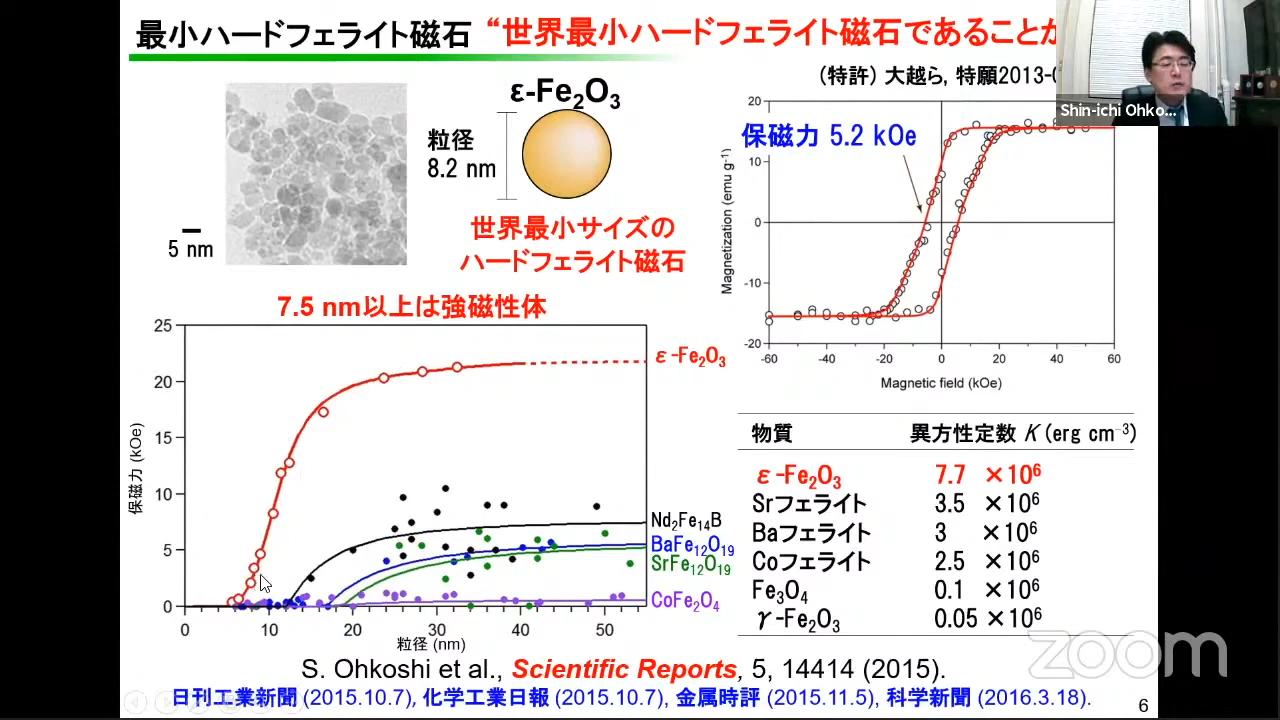 最小ハードフェライト磁石 “世界最小ハードフェライト磁石であることが
(特許) 大越ら, 特願2013-0
Shin-ichi Ohko...
ε-Fe2O3
粒径
8.2 nm
5 nm
世界最小サイズの
ハードフェライト磁石
保磁力 5.2 kOe
Magnetization (emu g-1)
20
10
0
-10
-20
-60 -40 -20 0 20 40 60
Magnetic field (kOe)
7.5 nm以上は強磁性体
保磁力 (kOe)
25
20
15
10
5
0
0 10 20 30 40 50
粒径 (nm)
ε-Fe2O3
Nd2Fe14B
BaFe12O19
SrFe12O19
CoFe2O4
物質 異方性定数 K (erg cm-3)
ε-Fe2O3 7.7 ×10^6
Srフェライト 3.5 ×10^6
Baフェライト 3 ×10^6
Coフェライト 2.5 ×10^6
Fe3O4 0.1 ×10^6
γ-Fe2O3 0.05 ×10^6
zoom
S. Ohkoshi et al., Scientific Reports, 5, 14414 (2015).
日刊工業新聞 (2015.10.7), 化学工業日報 (2015.10.7), 金属時評 (2015.11.5), 科学新聞 (2016.3.18).
6